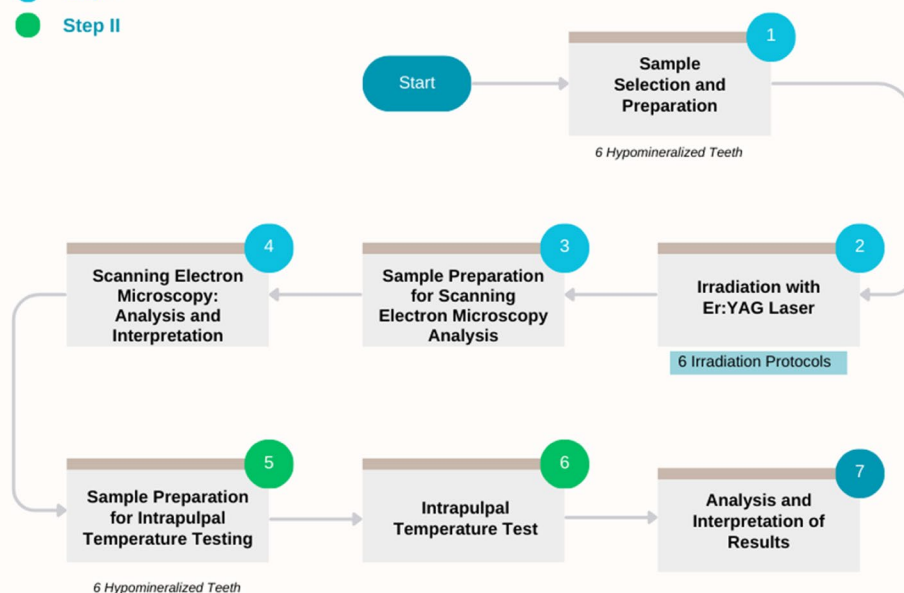 Step II
Start
1
Sample
Selection and
Preparation
6 Hypomineralized Teeth
4
Scanning Electron
Microscopy:
Analysis and
Interpretation
3
Sample Preparation
for Scanning
Electron Microscopy
Analysis
2
Irradiation with
Er:YAG Laser
6 Irradiation Protocols
5
Sample Preparation
for Intrapulpal
Temperature Testing
6 Hypomineralized Teeth
6
Intrapulpal
Temperature Test
7
Analysis and
Interpretation of
Results